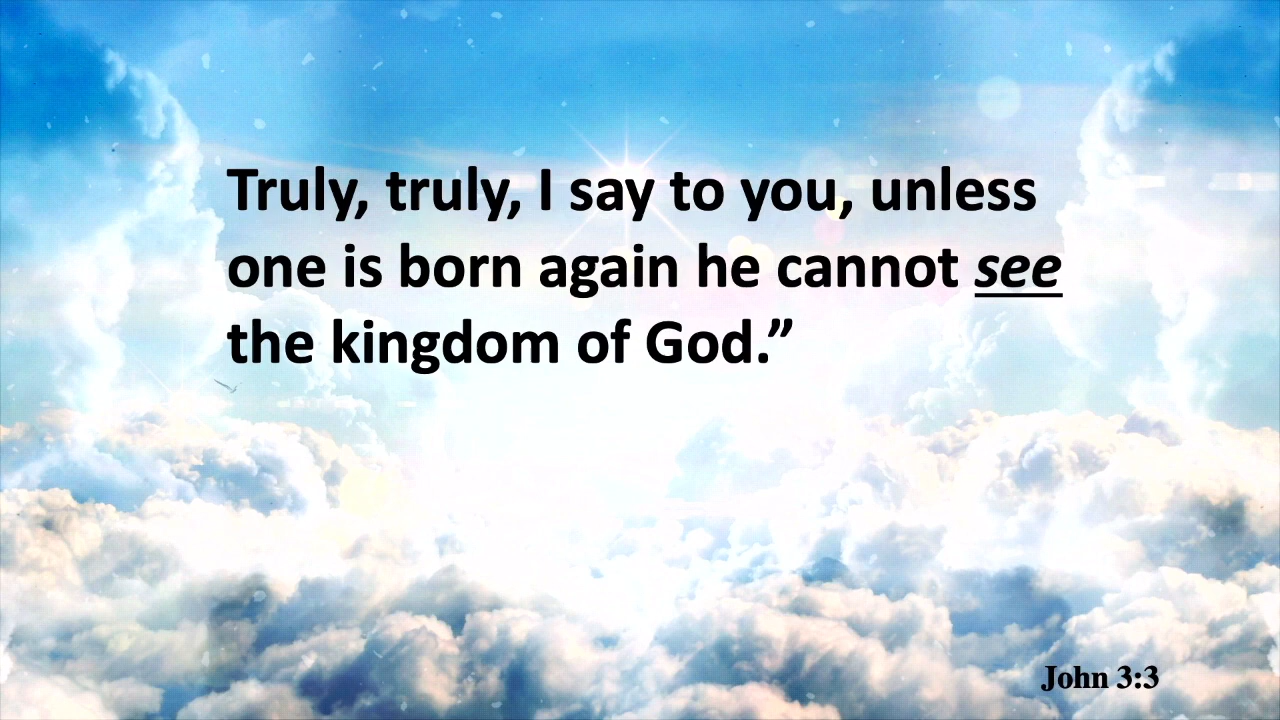 Truly, truly, I say to you, unless
one is born again he cannot see
the kingdom of God.”
John 3:3